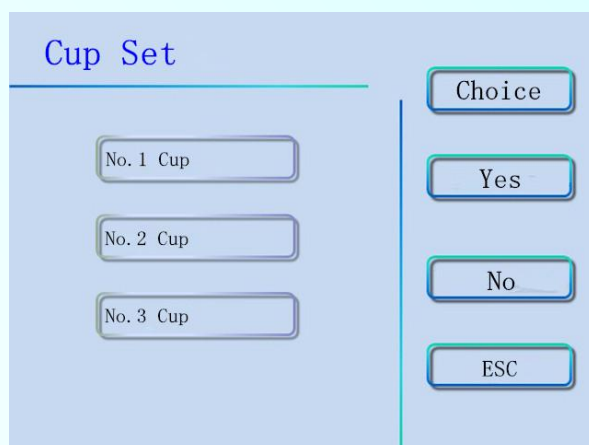 Cup Set
No.1 Cup
No.2 Cup
No.3 Cup
Choice
Yes
No
ESC